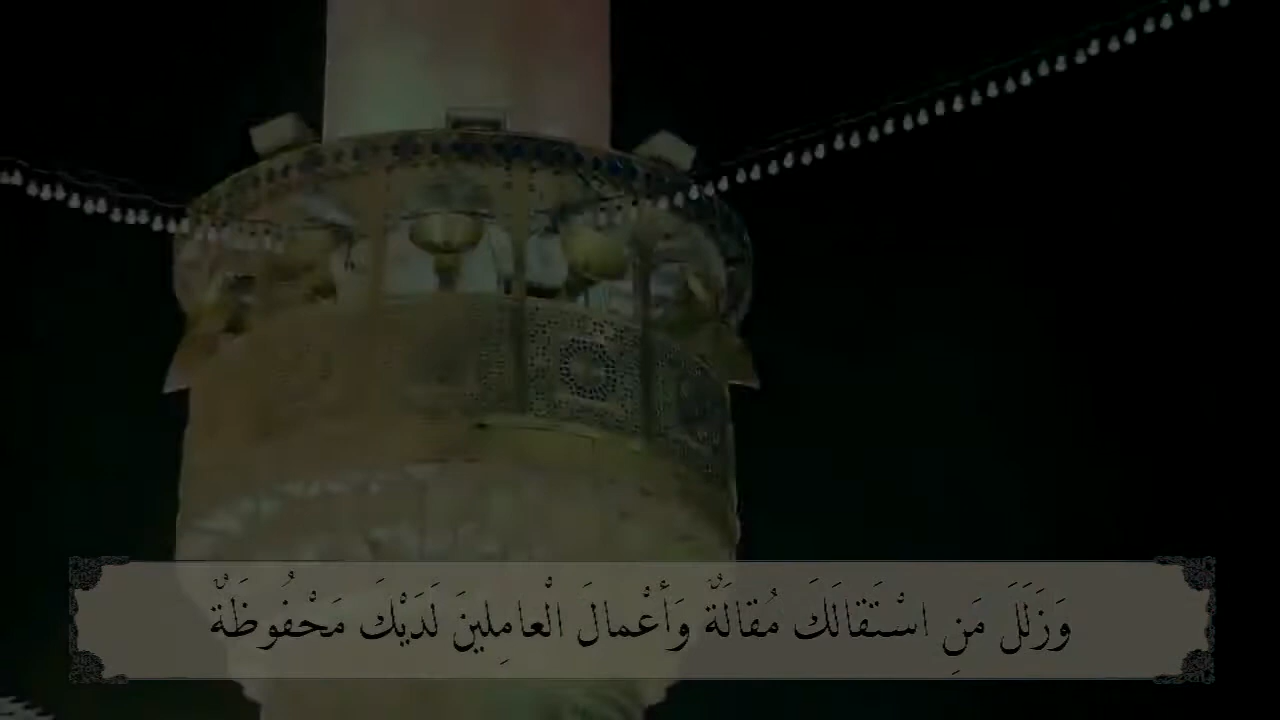 وَزَلَلَ مَنِ اسْتَقالَكَ مُقالَةٌ وَأَعْمالَ الْعامِلينَ لَدَيْكَ مَحْفُوظَةٌ